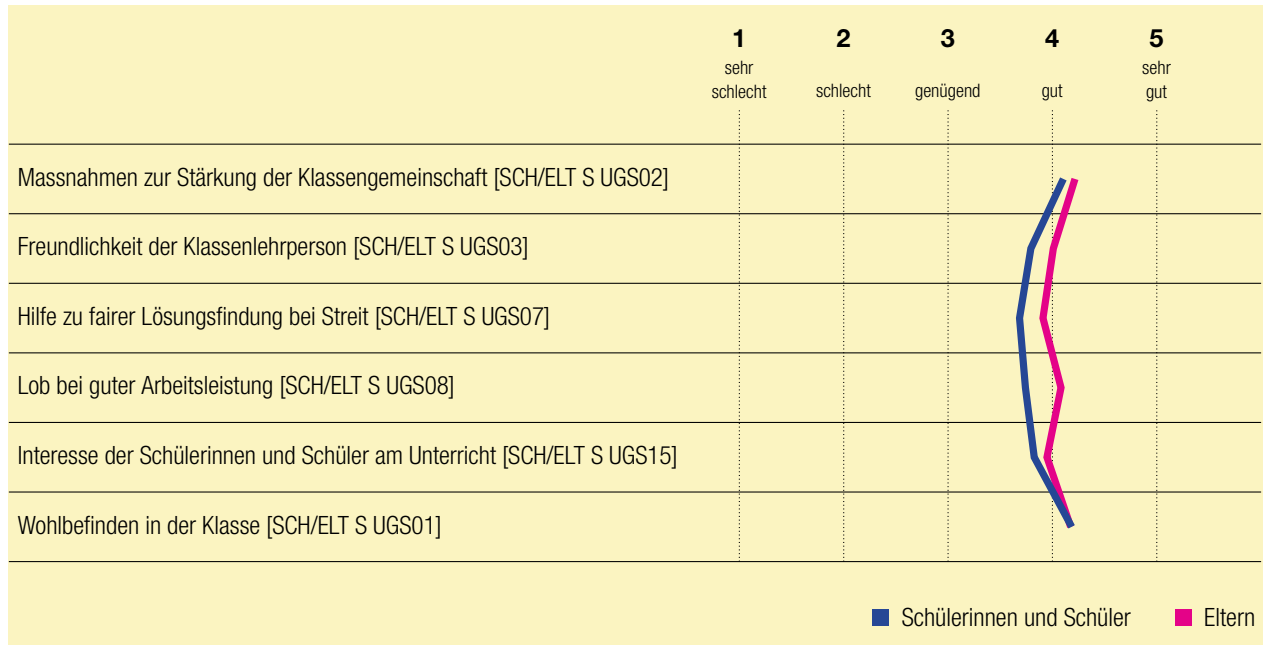 1 2 3 4 5
sehr sehr
schlecht schlecht genügend gut gut
Massnahmen zur Stärkung der Klassengemeinschaft [SCH/ELT S UGS02]
Freundlichkeit der Klassenlehrperson [SCH/ELT S UGS03]
Hilfe zu fairer Lösungsfindung bei Streit [SCH/ELT S UGS07]
Lob bei guter Arbeitsleistung [SCH/ELT S UGS08]
Interesse der Schülerinnen und Schüler am Unterricht [SCH/ELT S UGS15]
Wohlbefinden in der Klasse [SCH/ELT S UGS01]
Schülerinnen und Schüler Eltern